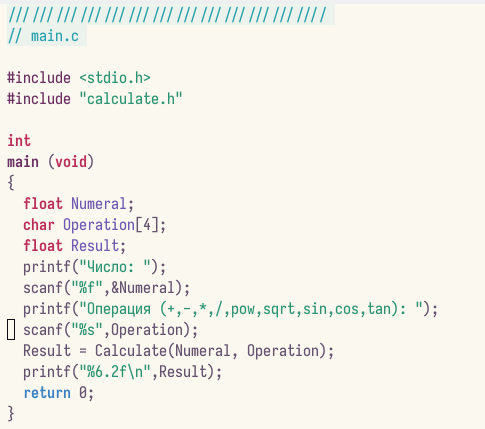 ////////////////////////////////////////
// main.c
#include <stdio.h>
#include "calculate.h"
int
main (void)
{
  float Numeral;
  char Operation[4];
  float Result;
  printf("Число: ");
  scanf("%f",&Numeral);
  printf("Операция (+,-,*,/,pow,sqrt,sin,cos,tan): ");
  scanf("%s",Operation);
  Result = Calculate(Numeral, Operation);
  printf("%6.2f\n",Result);
  return 0;
}